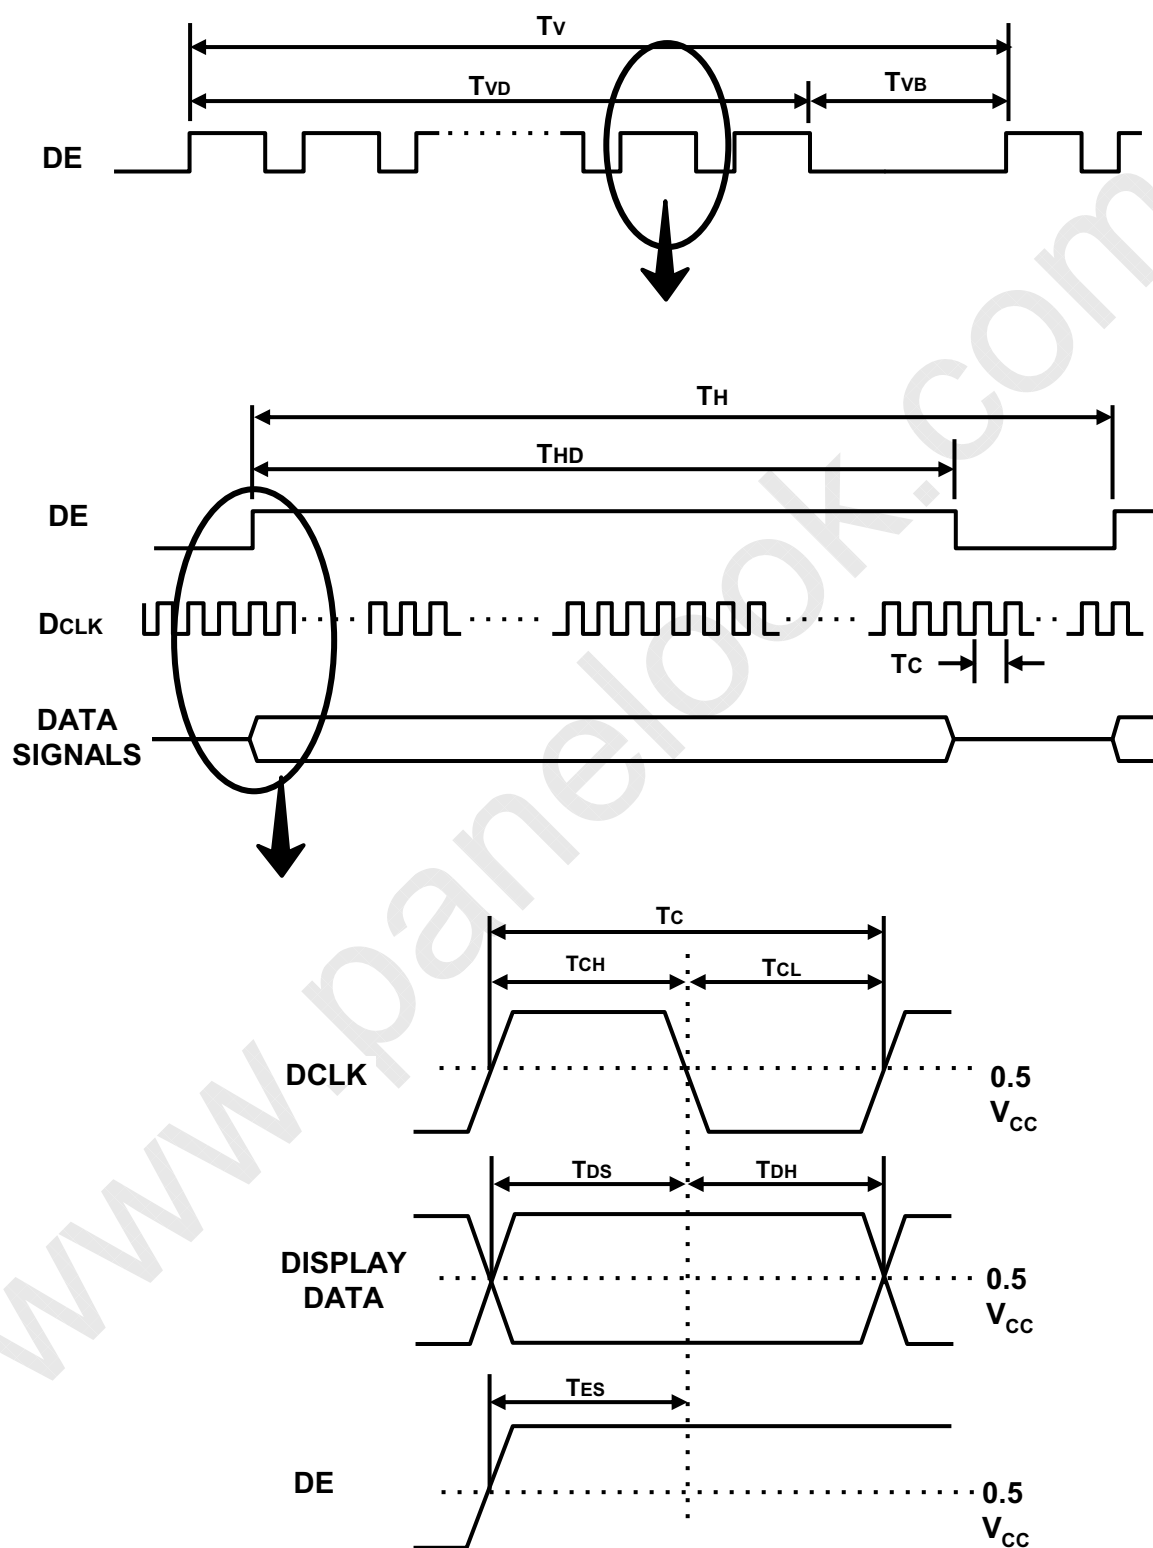 TV
TVD
TVB
DE
TH
THD
DE
DCLK
TC
DATA
SIGNALS
TC
TCH
TCL
DCLK
0.5
VCC
TDS
TDH
DISPLAY
DATA
0.5
VCC
TES
DE
0.5
VCC
www.panelook.com